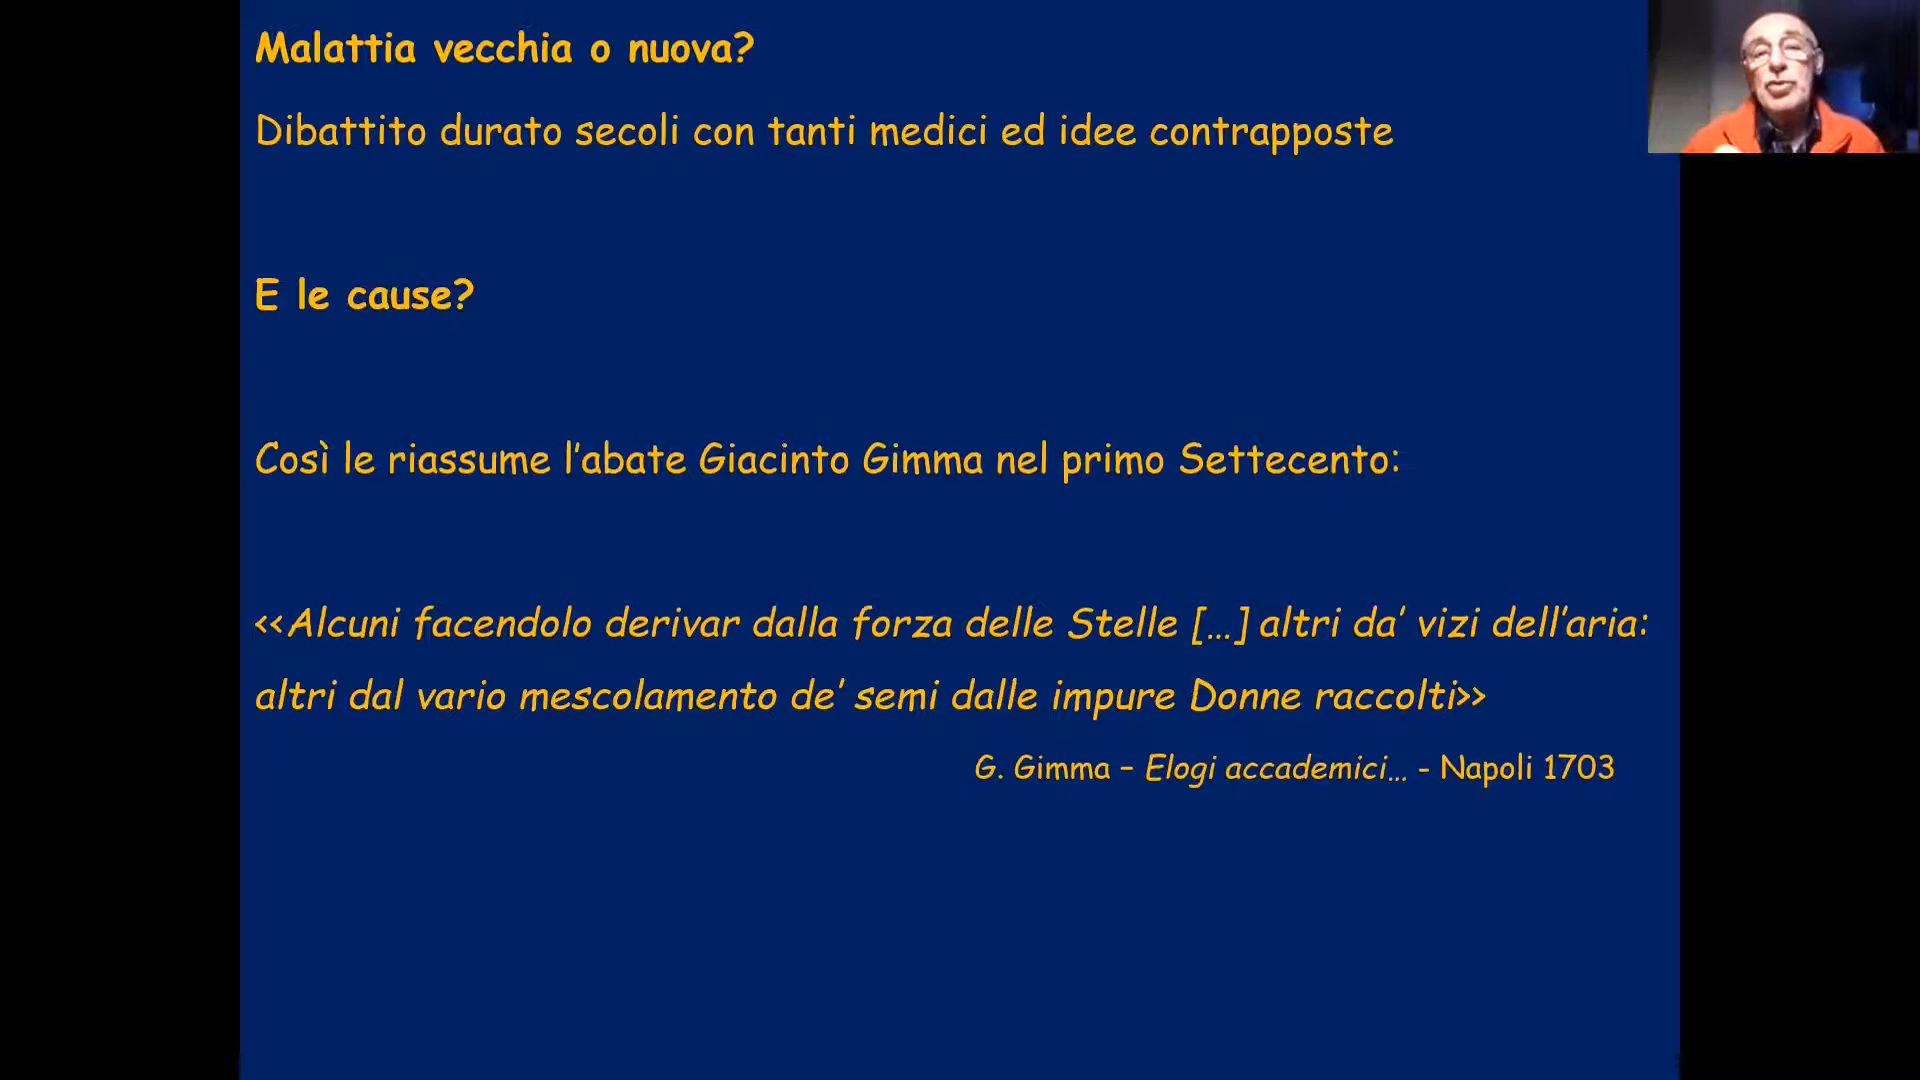 Malattia vecchia o nuova?
Dibattito durato secoli con tanti medici ed idee contrapposte
E le cause?
Così le riassume l'abate Giacinto Gimma nel primo Settecento:
<<Alcuni facendolo derivar dalla forza delle Stelle […] altri da' vizi dell'aria:
altri dal vario mescolamento de' semi dalle impure Donne raccolti>>
G. Gimma – Elogi accademici… - Napoli 1703